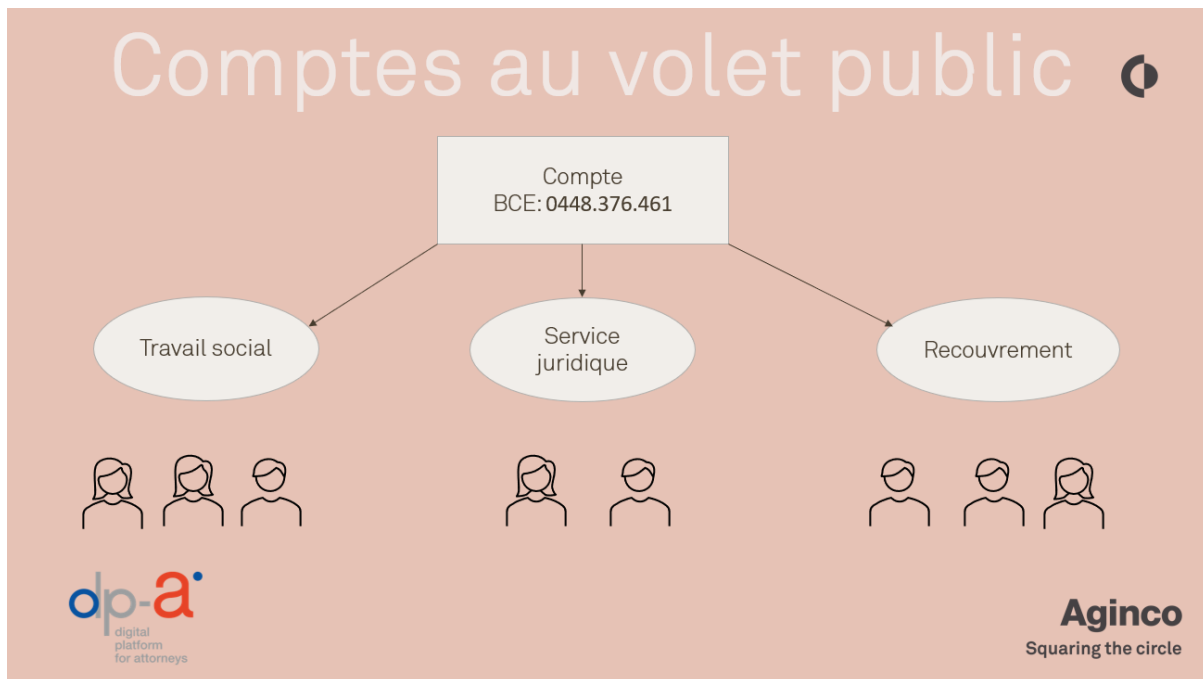 Comptes au volet public
Compte
BCE: 0448.376.461
Travail social
Service
juridique
Recouvrement
dp-a
digital
platform
for attorneys
Aginco
Squaring the circle